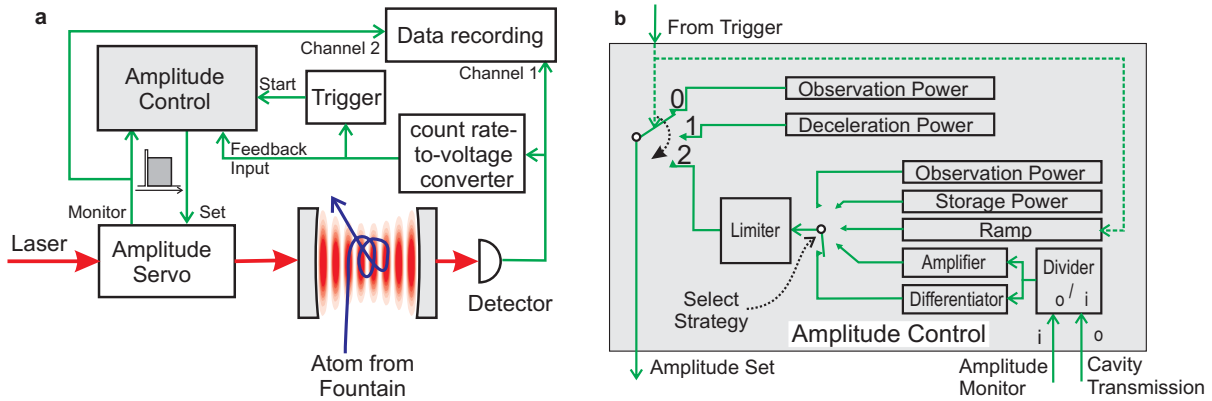 a
Data recording
Channel 2
Channel 1
Amplitude
Control
Start
Trigger
Feedback
Input
count rate-
to-voltage
converter
Monitor
Set
Laser
Amplitude
Servo
Detector
Atom from
Fountain
b
From Trigger
0
Observation Power
1
Deceleration Power
2
Observation Power
Storage Power
Limiter
Ramp
Amplifier
Divider
o / i
Differentiator
Select
Strategy
Amplitude Control
i
o
Amplitude Set
Amplitude
Monitor
Cavity
Transmission